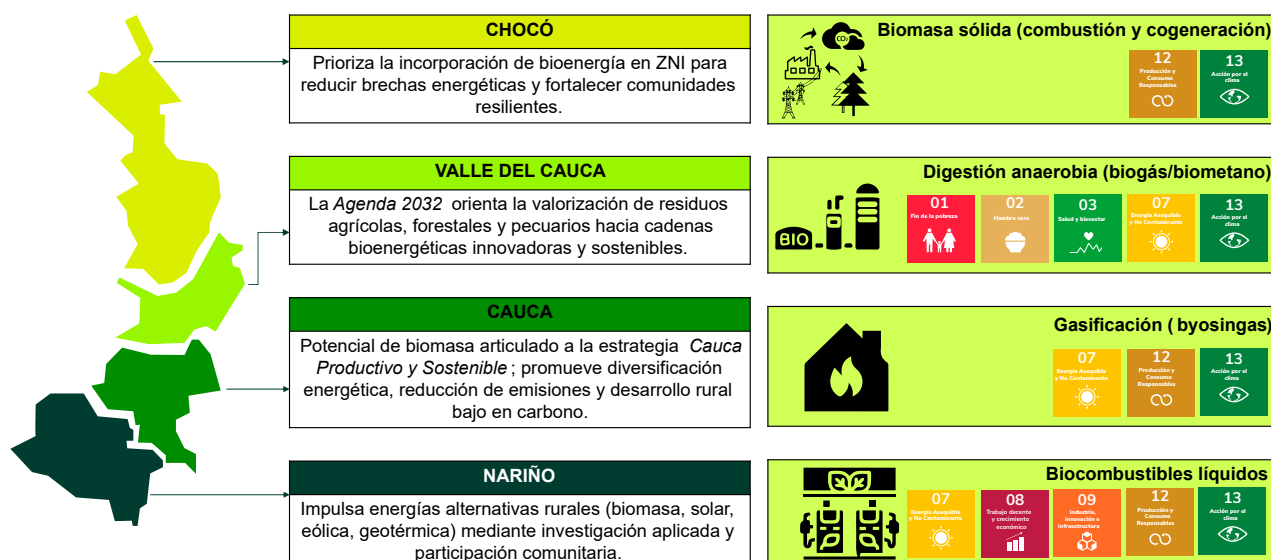 CHOCÓ
Prioriza la incorporación de bioenergía en ZNI para
reducir brechas energéticas y fortalecer comunidades
resilientes.
Biomasa sólida (combustión y cogeneración)
CO2
12
Producción y
Consumo
Responsables
13
Acción por el
clima
VALLE DEL CAUCA
La Agenda 2032 orienta la valorización de residuos
agrícolas, forestales y pecuarios hacia cadenas
bioenergéticas innovadoras y sostenibles.
Digestión anaerobia (biogás/biometano)
BIO
01
Fin de la pobreza
02
Hambre cero
03
Salud y bienestar
07
Energía Asequible
y No Contaminante
13
Acción por el
clima
CAUCA
Potencial de biomasa articulado a la estrategia Cauca
Productivo y Sostenible; promueve diversificación
energética, reducción de emisiones y desarrollo rural
bajo en carbono.
Gasificación ( byosingas)
07
Energía Asequible
y No Contaminante
12
Producción y
Consumo
Responsables
13
Acción por el
clima
NARIÑO
Impulsa energías alternativas rurales (biomasa, solar,
eólica, geotérmica) mediante investigación aplicada y
participación comunitaria.
Biocombustibles líquidos
07
Energía Asequible
y No Contaminante
08
Trabajo decente
y crecimiento
económico
09
Industria,
innovación e
infraestructura
12
Producción y
Consumo
Responsables
13
Acción por el
clima